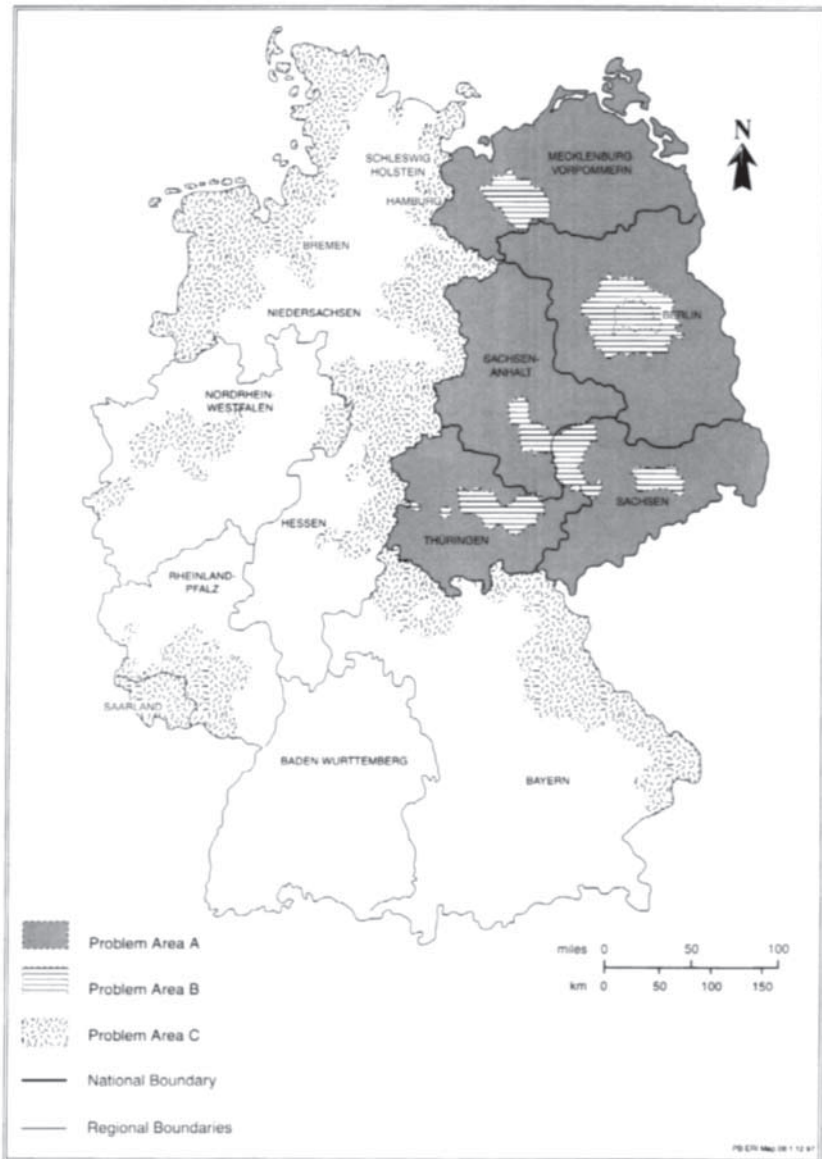 N
SCHLESWIG
HOLSTEIN
MECKLENBURG
VORPOMMERN
HAMBURG
BREMEN
NIEDERSACHSEN
BERLIN
SACHSEN-
ANHALT
NORDRHEIN-
WESTFALEN
SACHSEN
HESSEN
THÜRINGEN
RHEINLAND-
PFALZ
SAARLAND
BADEN WURTTEMBERG
BAYERN
Problem Area A
miles 0 50 100
Problem Area B
km 0 50 100 150
Problem Area C
National Boundary
Regional Boundaries